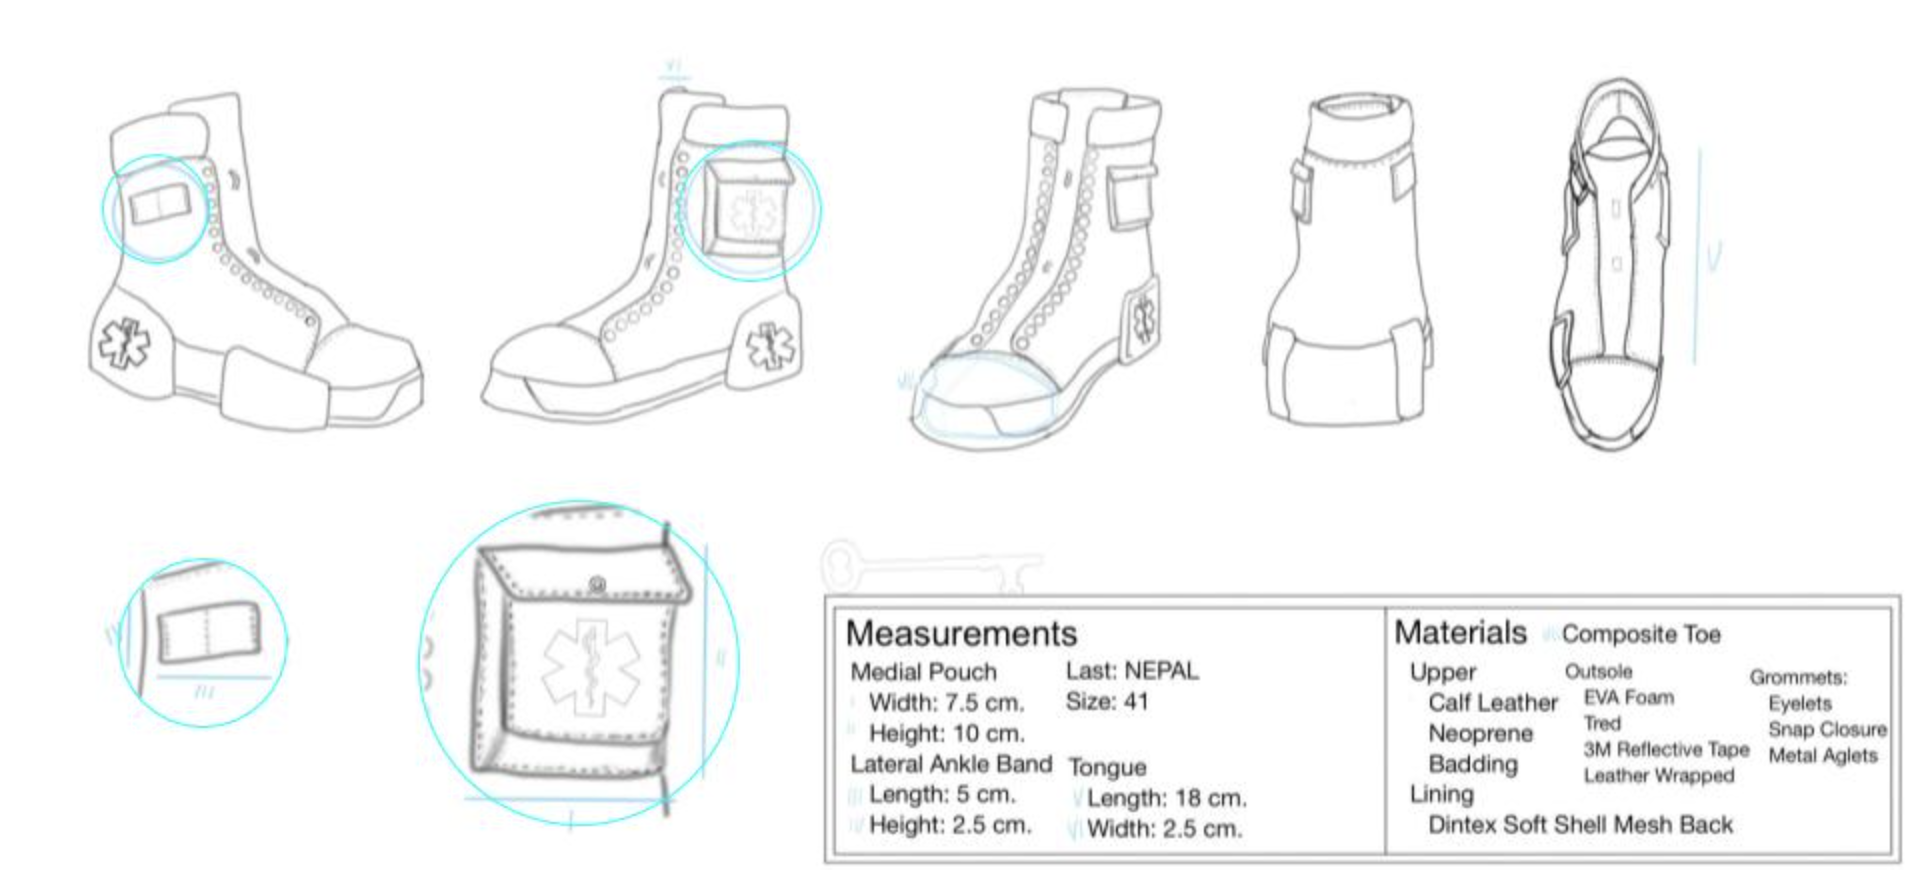 VI
V
VII
IV
III
II
I
Measurements
Medial Pouch
I Width: 7.5 cm.
II Height: 10 cm.
Lateral Ankle Band
III Length: 5 cm.
IV Height: 2.5 cm.
Last: NEPAL
Size: 41
Tongue
V Length: 18 cm.
VI Width: 2.5 cm.
Materials
VII Composite Toe
Upper
Calf Leather
Neoprene
Badding
Lining
Dintex Soft Shell Mesh Back
Outsole
EVA Foam
Tred
3M Reflective Tape
Leather Wrapped
Grommets:
Eyelets
Snap Closure
Metal Aglets